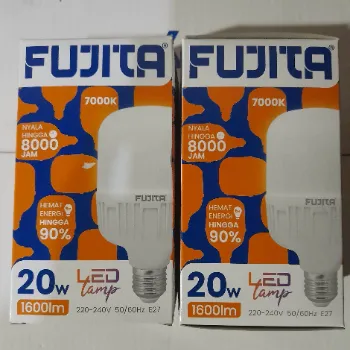 FUJITA®
7000K
NYALA
HINGGA
8000
JAM
FUJITA
HEMAT
ENERGI
HINGGA
90%
20W
LED
Lamp
1600lm
220-240V 50/60Hz E27
FUJITA®
7000K
NYALA
HINGGA
8000
JAM
FUJITA
HEMAT
ENERGI
HINGGA
90%
20W
LED
Lamp
1600lm
220-240V 50/60Hz E27